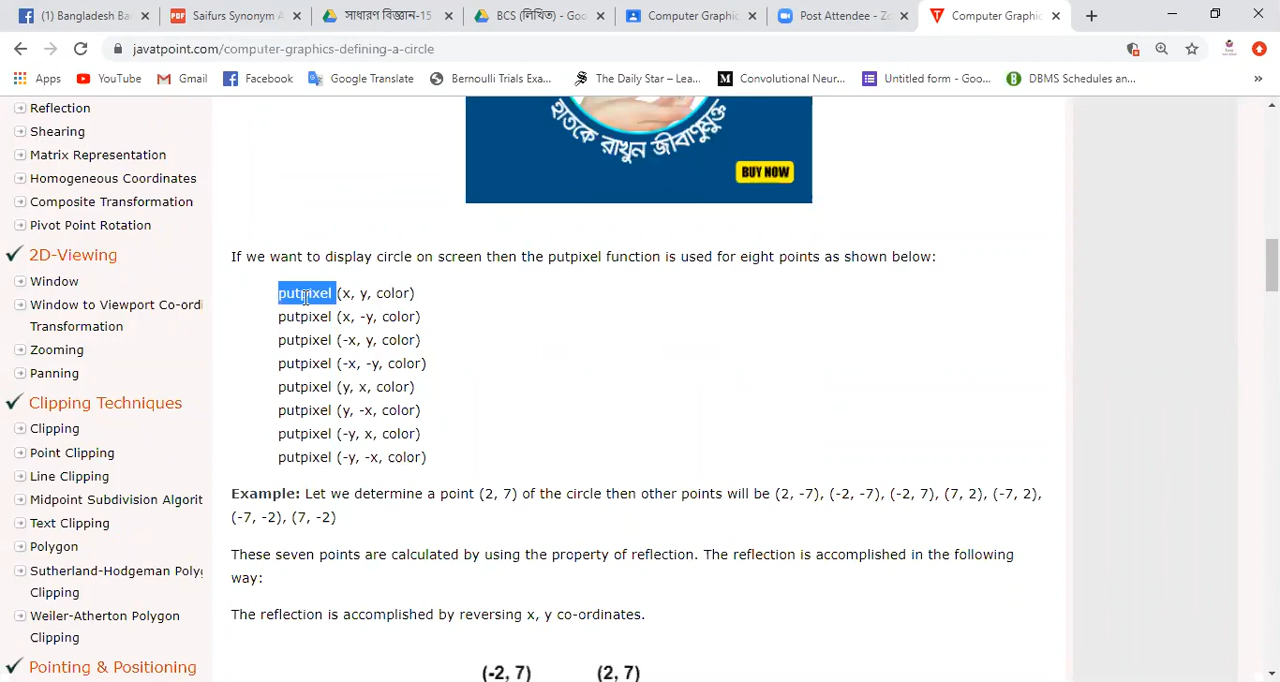 (1) Bangladesh Ba
Saifurs Synonym A
সাধারণ বিজ্ঞান-15
BCS (লিখিত) - Goo
Computer Graphic
Post Attendee - Zo
Computer Graphic
javatpoint.com/computer-graphics-defining-a-circle
Apps
YouTube
Gmail
Facebook
Google Translate
Bernoulli Trials Exa...
The Daily Star – Lea...
Convolutional Neur...
Untitled form - Goo...
DBMS Schedules an...
»
Reflection
Shearing
Matrix Representation
Homogeneous Coordinates
Composite Transformation
Pivot Point Rotation
2D-Viewing
Window
Window to Viewport Co-ordi
Transformation
Zooming
Panning
Clipping Techniques
Clipping
Point Clipping
Line Clipping
Midpoint Subdivision Algorit
Text Clipping
Polygon
Sutherland-Hodgeman Poly
Clipping
Weiler-Atherton Polygon
Clipping
Pointing & Positioning
হাতকে রাখুন জীবাণুমুক্ত
BUY NOW
If we want to display circle on screen then the putpixel function is used for eight points as shown below:
putpixel (x, y, color)
putpixel (x, -y, color)
putpixel (-x, y, color)
putpixel (-x, -y, color)
putpixel (y, x, color)
putpixel (y, -x, color)
putpixel (-y, x, color)
putpixel (-y, -x, color)
Example: Let we determine a point (2, 7) of the circle then other points will be (2, -7), (-2, -7), (-2, 7), (7, 2), (-7, 2),
(-7, -2), (7, -2)
These seven points are calculated by using the property of reflection. The reflection is accomplished in the following
way:
The reflection is accomplished by reversing x, y co-ordinates.
(-2, 7) (2, 7)